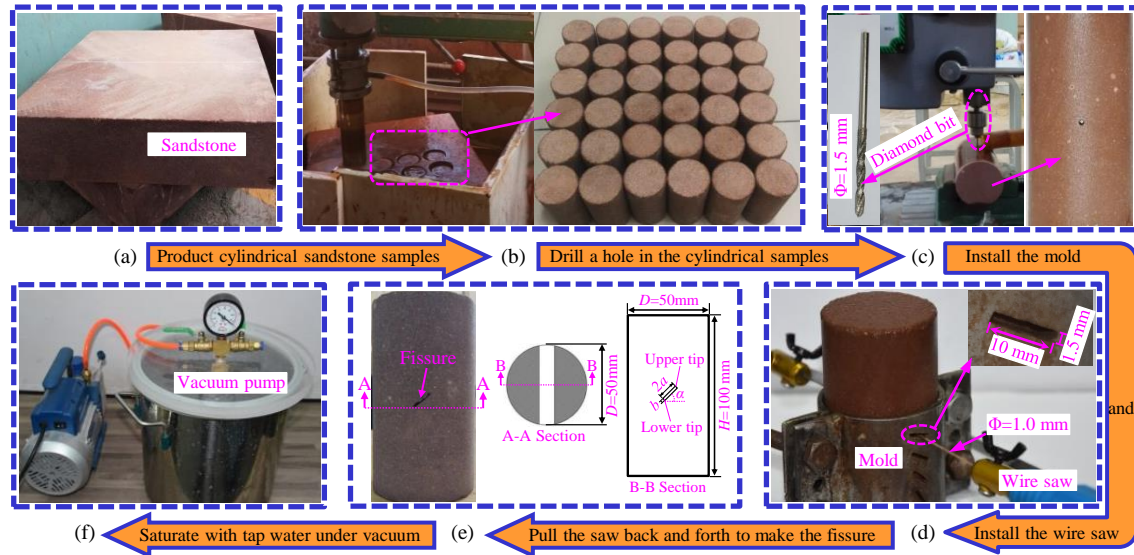 Sandstone
Φ=1.5 mm
Diamond bit
(a)
Product cylindrical sandstone samples
(b)
Drill a hole in the cylindrical samples
(c)
Install the mold
and
Install the wire saw
10 mm
1.5 mm
Φ=1.0 mm
Mold
Wire saw
(d)
Pull the saw back and forth to make the fissure
Fissure
A
A
B
B
D=50mm
A-A Section
D=50mm
H=100 mm
Upper tip
2a
b
α
Lower tip
B-B Section
(e)
Saturate with tap water under vacuum
Vacuum pump
(f)